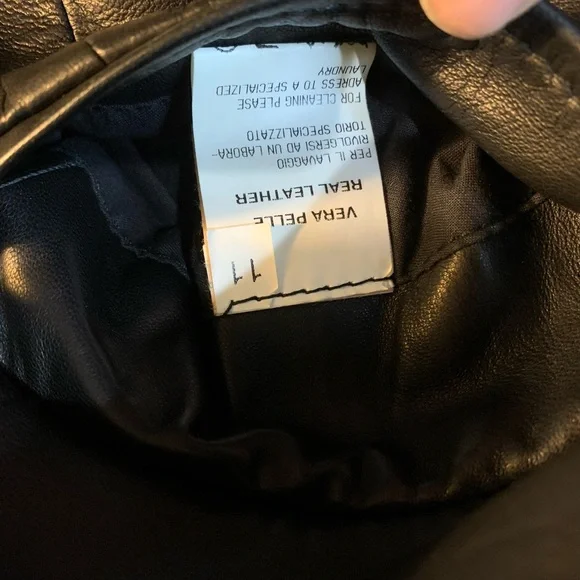 11
VERA PELLE
REAL LEATHER
PER IL LAVAGGIO
RIVOLGERSI AD UN LABORA-
TORIO SPECIALIZZATO
FOR CLEANING PLEASE
ADRESS TO A SPECIALIZED
LAUNDRY